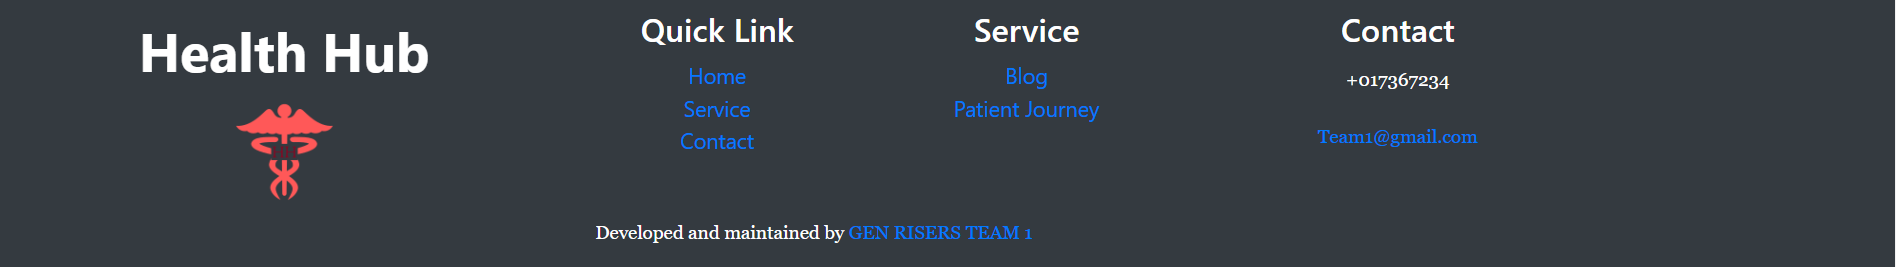 Health Hub
Quick Link
Home
Service
Contact
Service
Blog
Patient Journey
Contact
+017367234
Team1@gmail.com
Developed and maintained by GEN RISERS TEAM 1